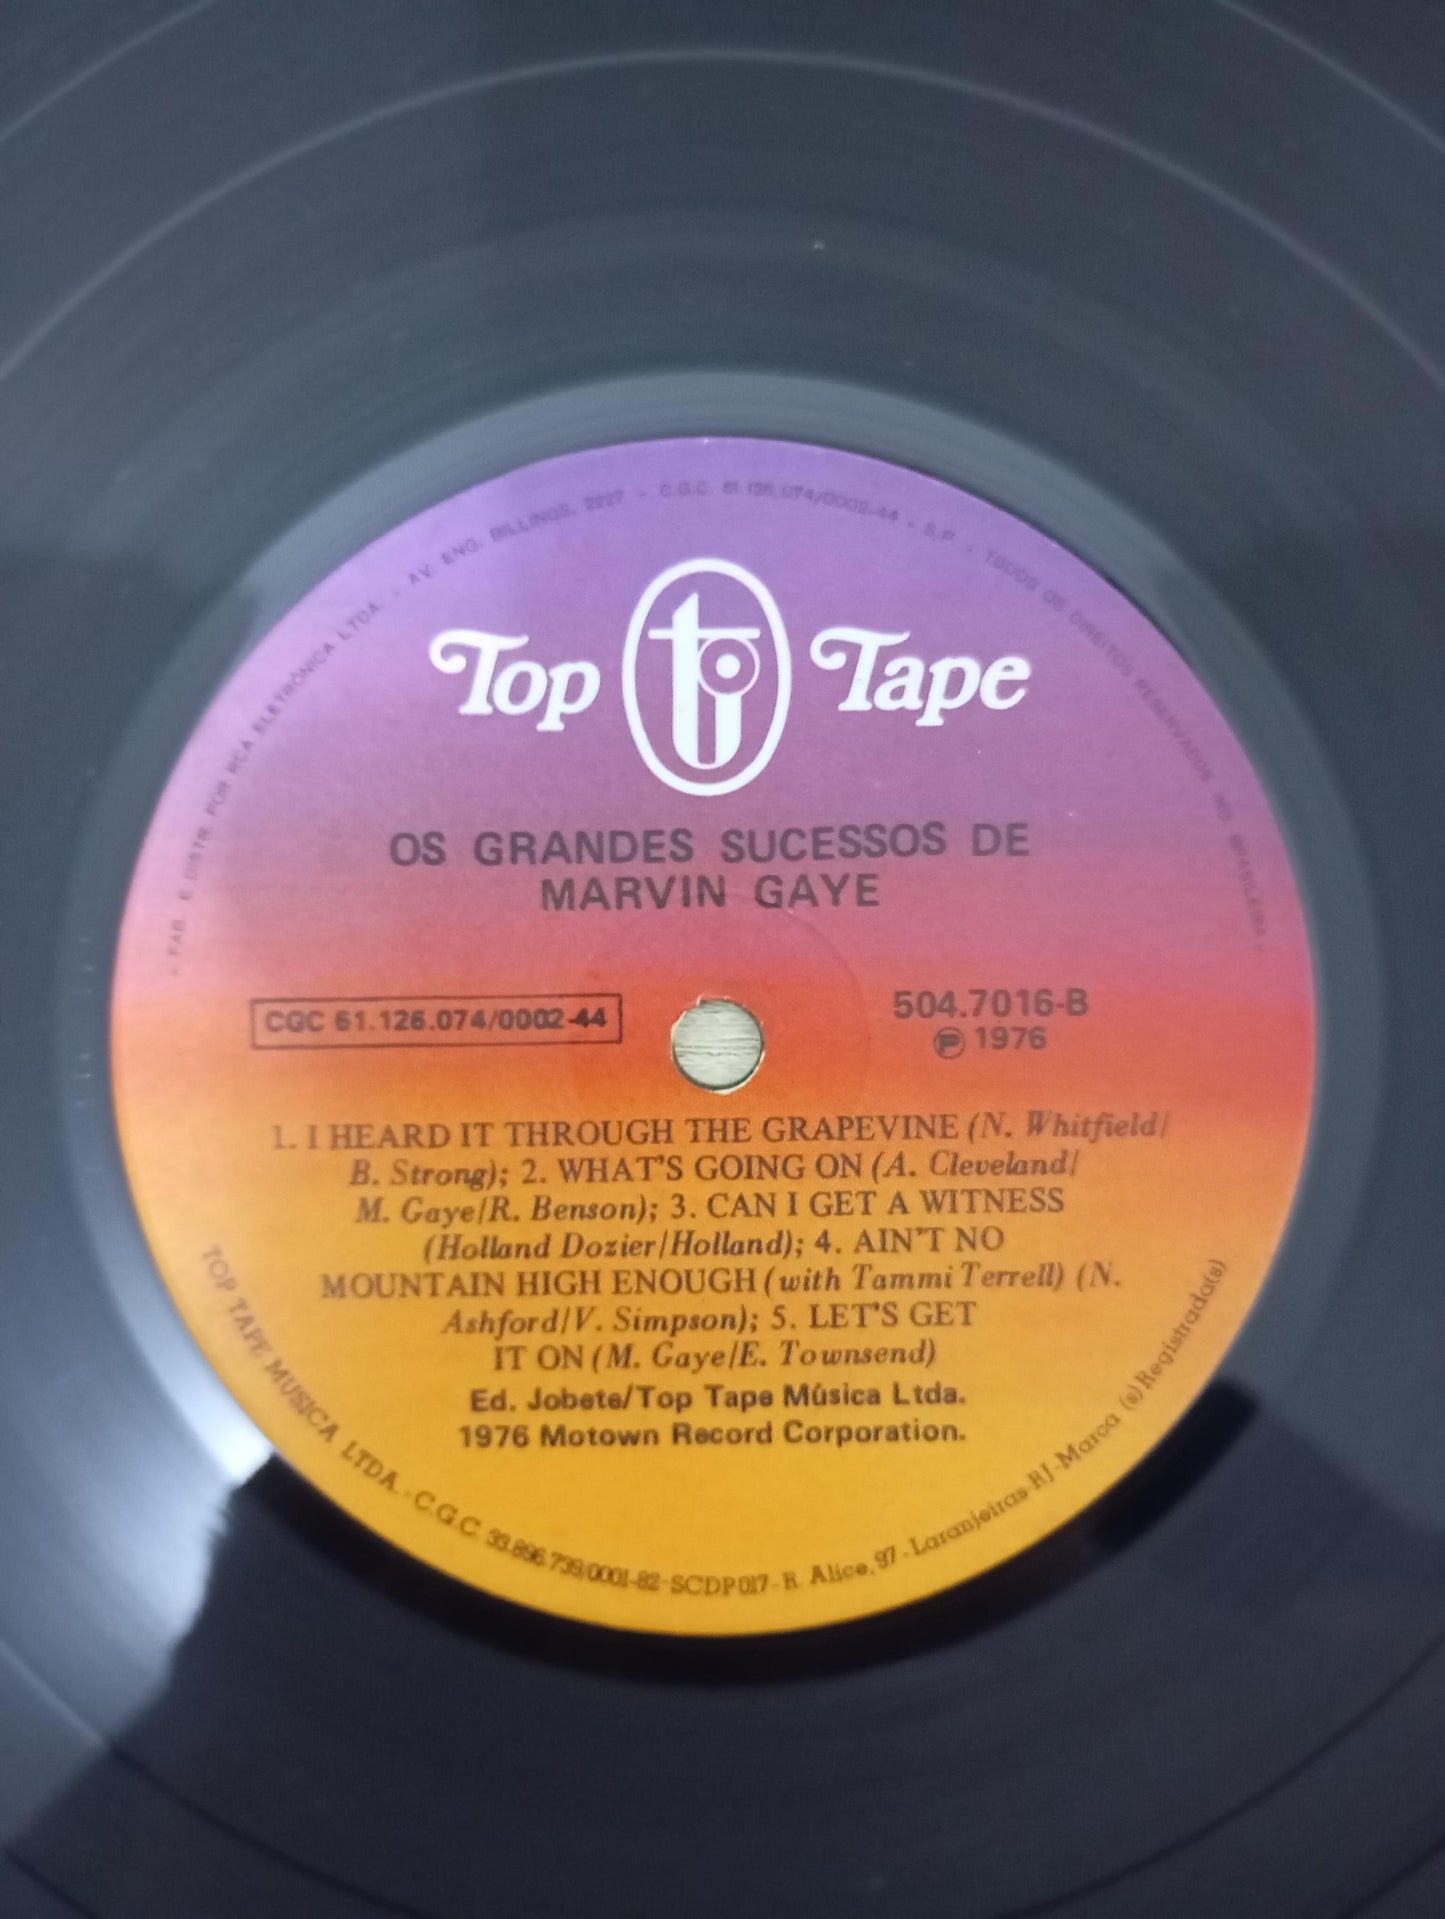 - FAB. E DISTR. POR RCA ELETRÔNICA LTDA. - AV. ENG. BILLINGS, 2227 - C.G.C. 61.126.074/0002-44 - S.P. - TODOS OS DIREITOS RESERVADOS. IND. BRASILEIRA -
Top Tape
OS GRANDES SUCESSOS DE
MARVIN GAYE
CGC 61.126.074/0002-44
504.7016-B
Ⓟ 1976
1. I HEARD IT THROUGH THE GRAPEVINE (N. Whitfield/
B. Strong); 2. WHAT'S GOING ON (A. Cleveland/
M. Gaye/R. Benson); 3. CAN I GET A WITNESS
(Holland Dozier/Holland); 4. AIN'T NO
MOUNTAIN HIGH ENOUGH (with Tammi Terrell) (N.
Ashford/V. Simpson); 5. LET'S GET
IT ON (M. Gaye/E. Townsend)
Ed. Jobete/Top Tape Música Ltda.
1976 Motown Record Corporation.
TOP TAPE MUSICA LTDA. - C.G.C. 33.896.739/0001-82 - SCDP 017 - R. Alice, 97 - Laranjeiras - RJ - Marca (s) Registrada(s)